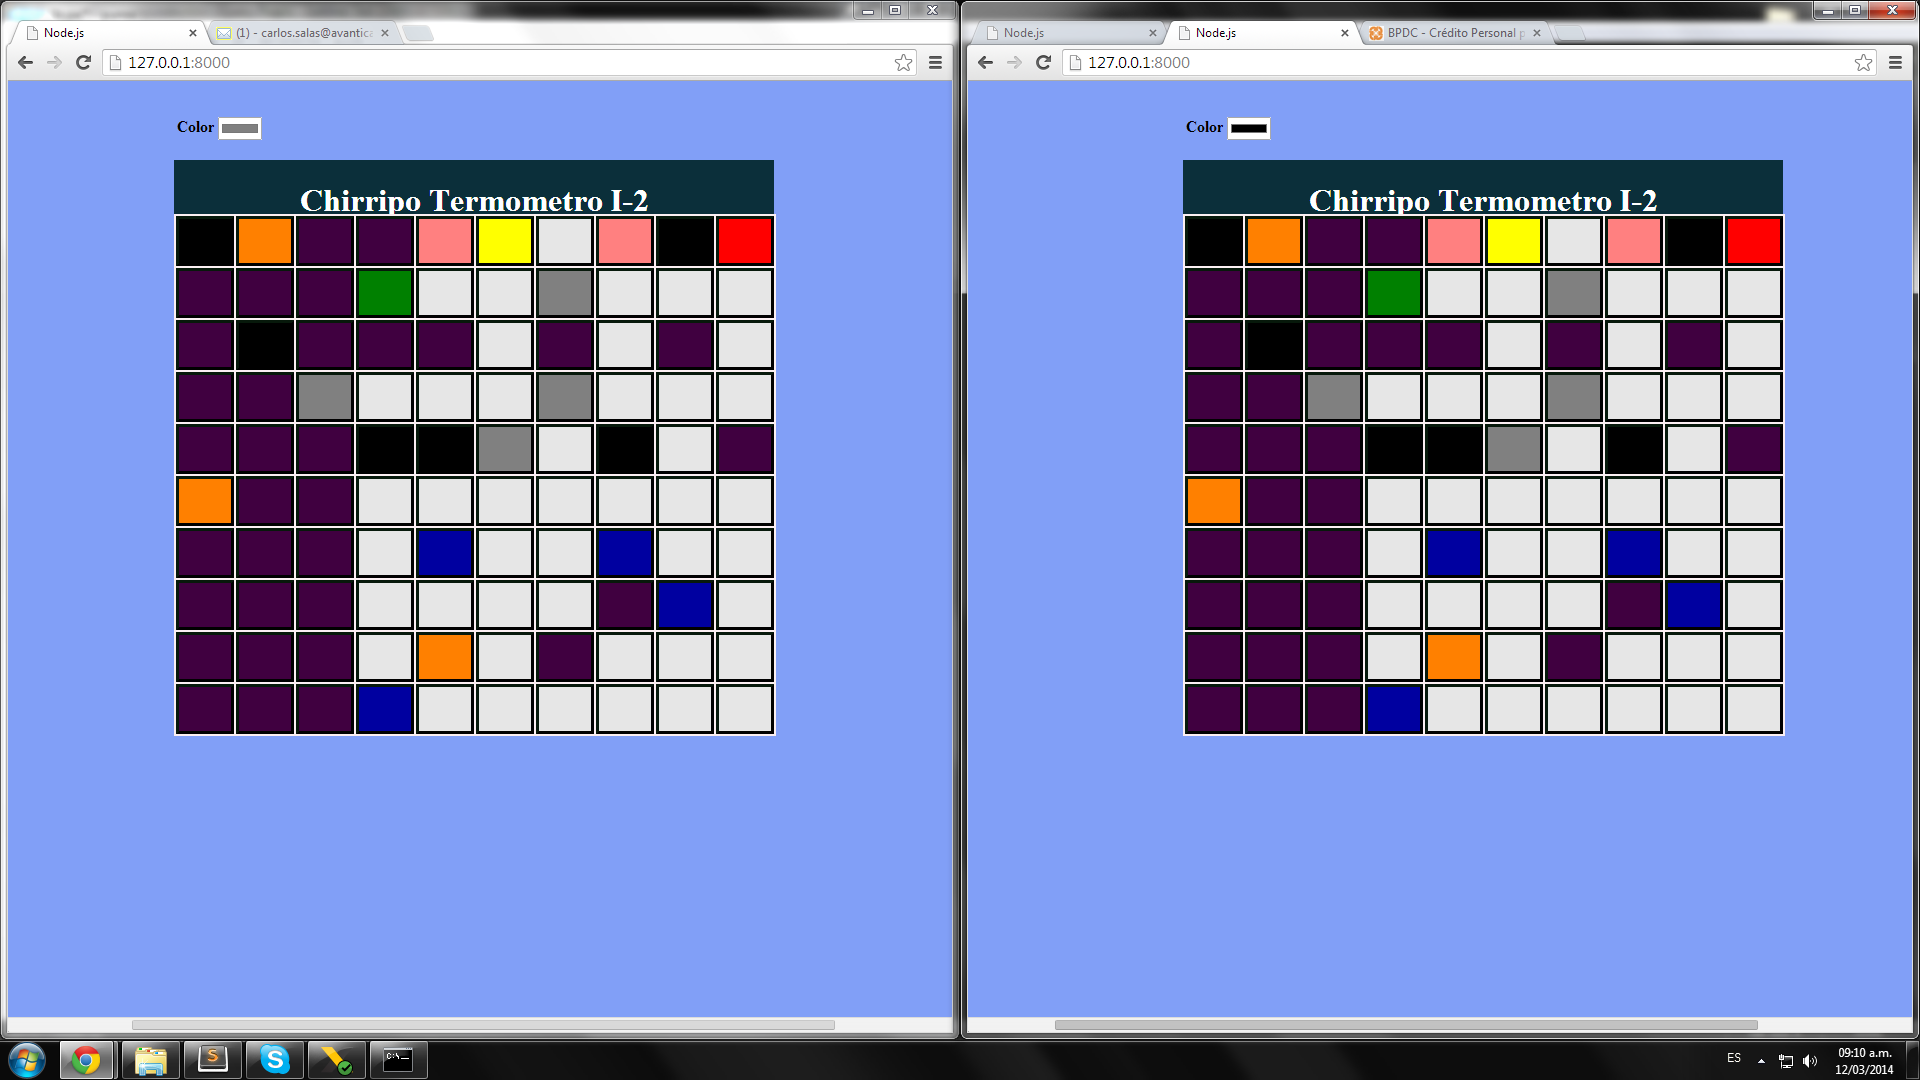 Node.js
(1) - carlos.salas@avantica
127.0.0.1:8000
Color
Chirripo Termometro I-2
Node.js
Node.js
BPDC - Crédito Personal p
127.0.0.1:8000
Color
Chirripo Termometro I-2
C:\_
ES
09:10 a.m.
12/03/2014